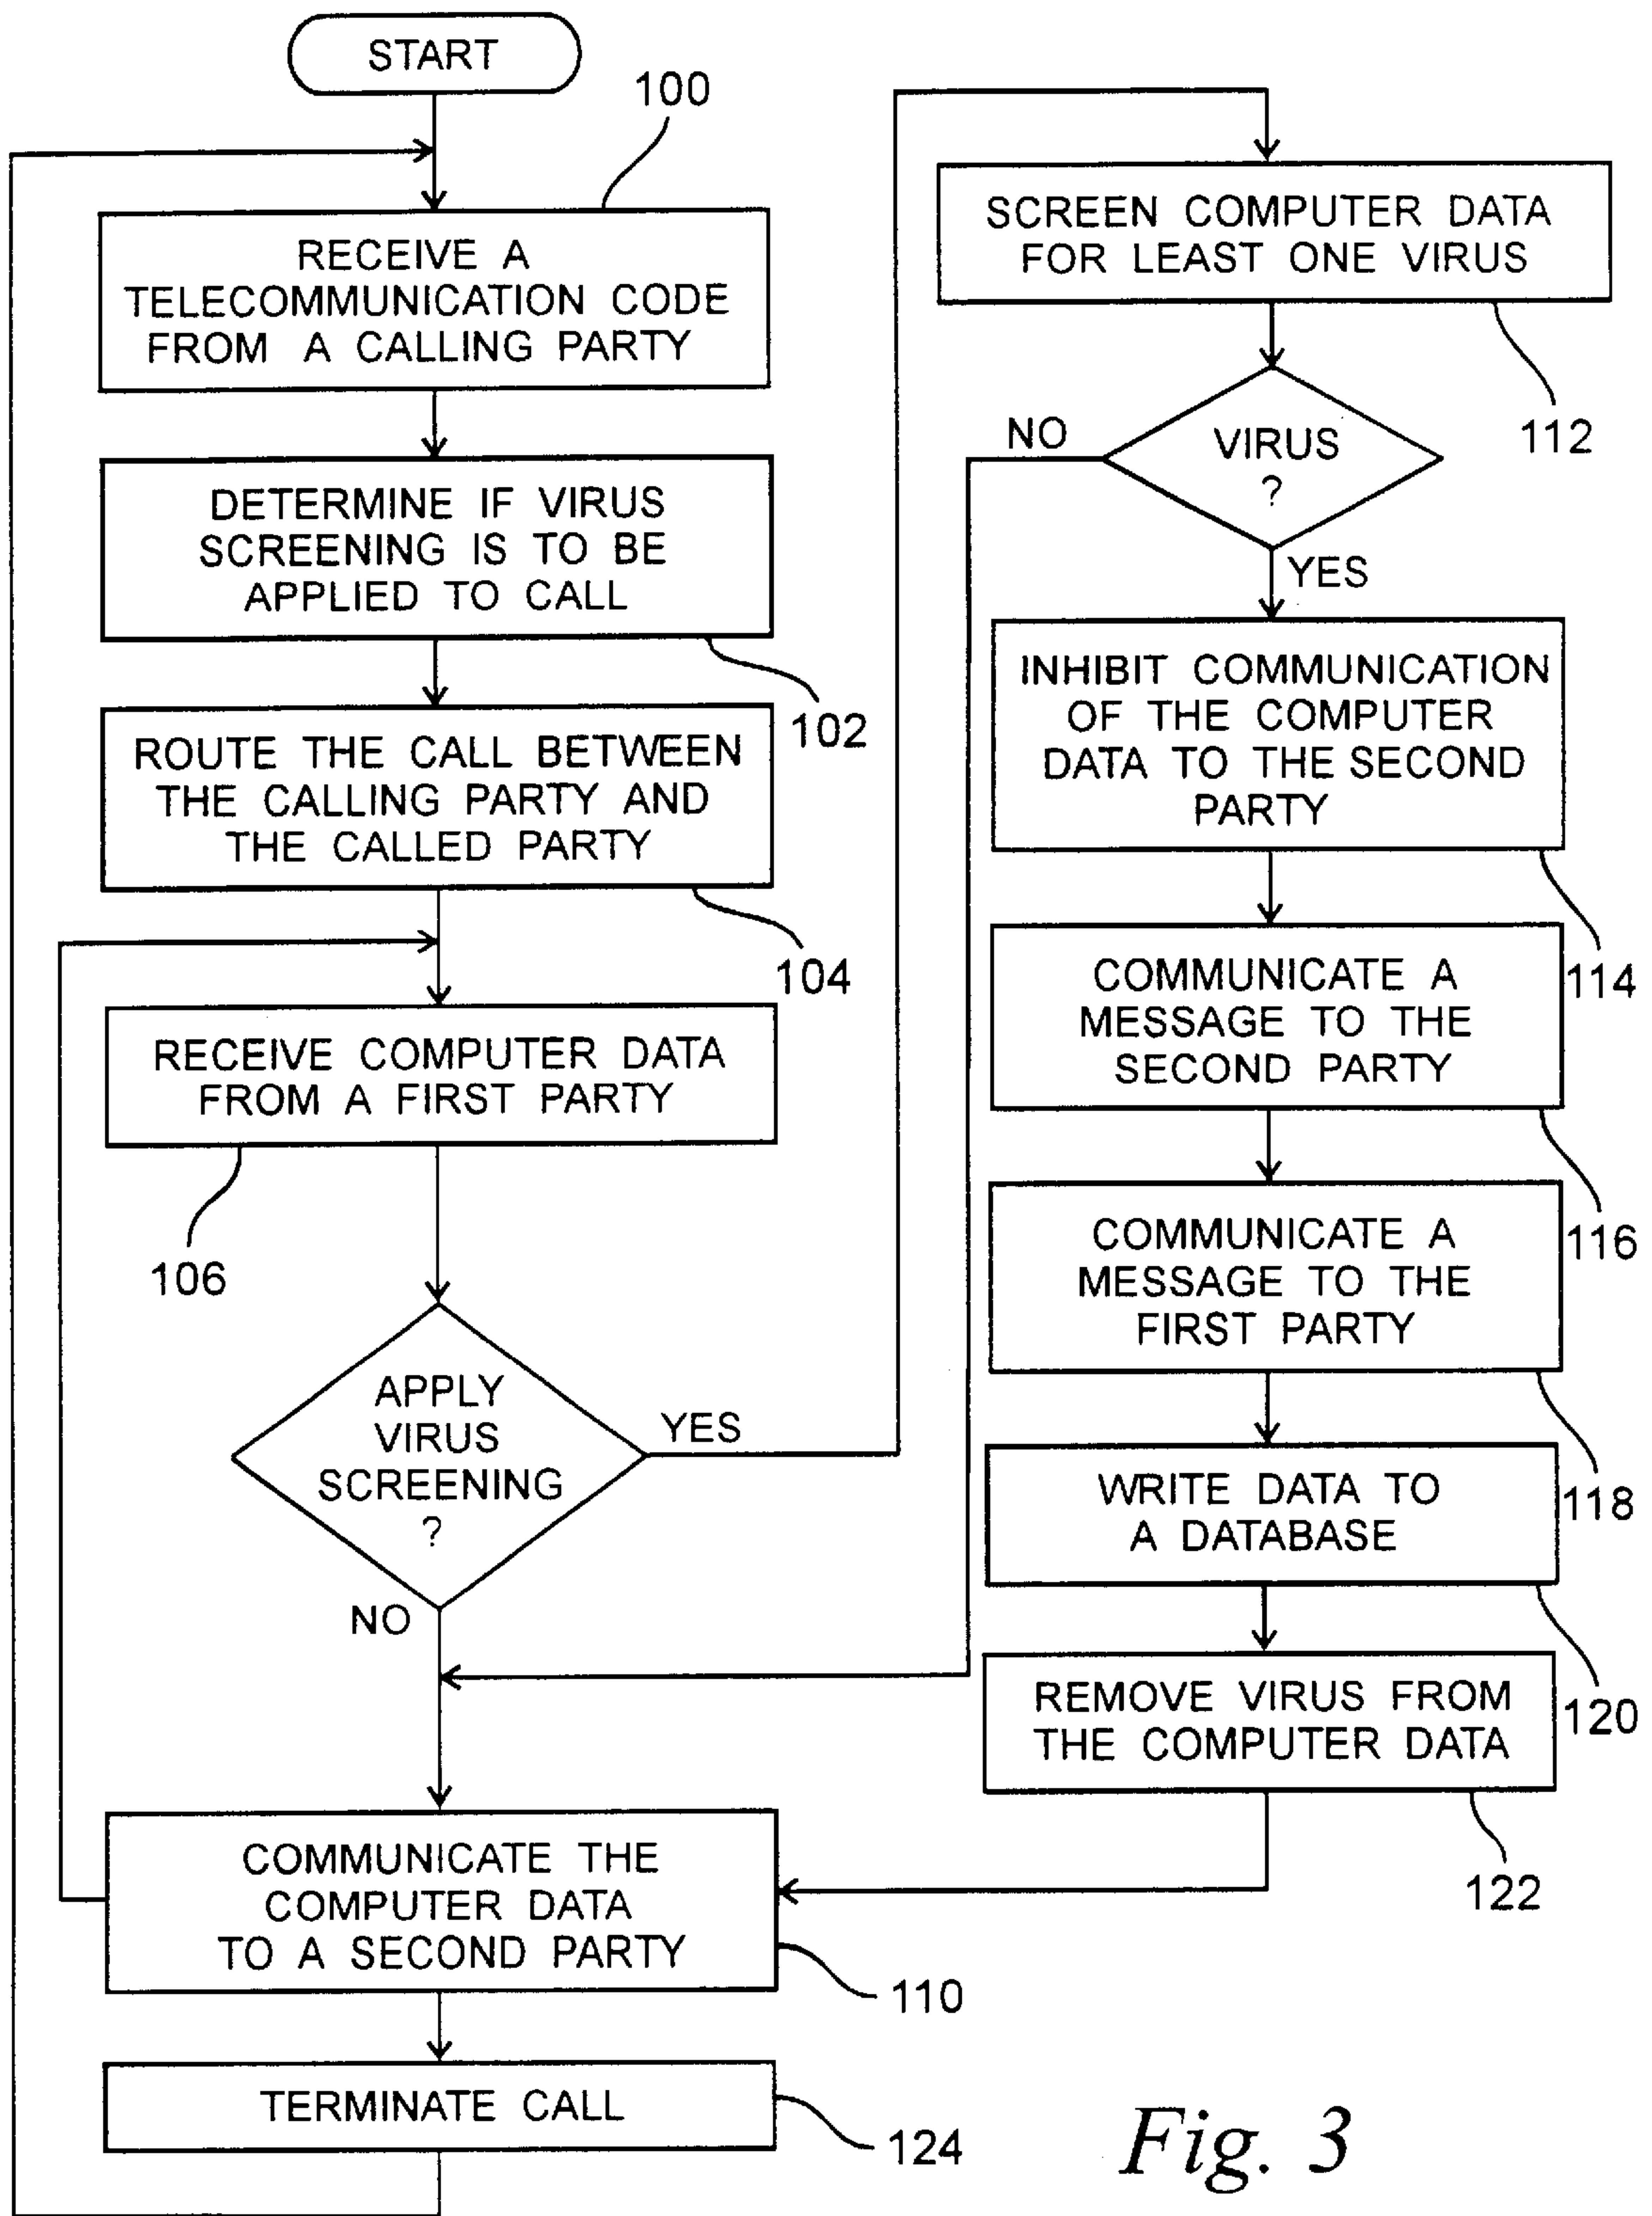 START
100
RECEIVE A
TELECOMMUNICATION CODE
FROM A CALLING PARTY
DETERMINE IF VIRUS
SCREENING IS TO BE
APPLIED TO CALL
102
ROUTE THE CALL BETWEEN
THE CALLING PARTY AND
THE CALLED PARTY
104
RECEIVE COMPUTER DATA
FROM A FIRST PARTY
106
APPLY
VIRUS
SCREENING
?
YES
NO
COMMUNICATE THE
COMPUTER DATA
TO A SECOND PARTY
110
TERMINATE CALL
124
SCREEN COMPUTER DATA
FOR LEAST ONE VIRUS
112
VIRUS
?
NO
YES
INHIBIT COMMUNICATION
OF THE COMPUTER
DATA TO THE SECOND
PARTY
114
COMMUNICATE A
MESSAGE TO THE
SECOND PARTY
116
COMMUNICATE A
MESSAGE TO THE
FIRST PARTY
118
WRITE DATA TO
A DATABASE
120
REMOVE VIRUS FROM
THE COMPUTER DATA
122
Fig. 3